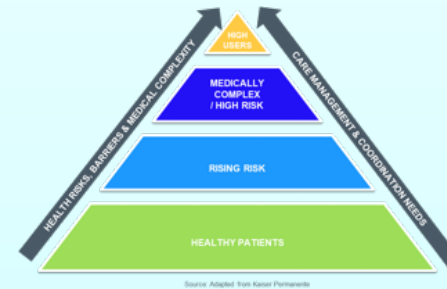 HIGH
USERS
MEDICALLY
COMPLEX
/ HIGH RISK
RISING RISK
HEALTHY PATIENTS
HEALTH RISKS, BARRIERS & MEDICAL COMPLEXITY
CARE MANAGEMENT & COORDINATION NEEDS
Source: Adapted from Kaiser Permanente